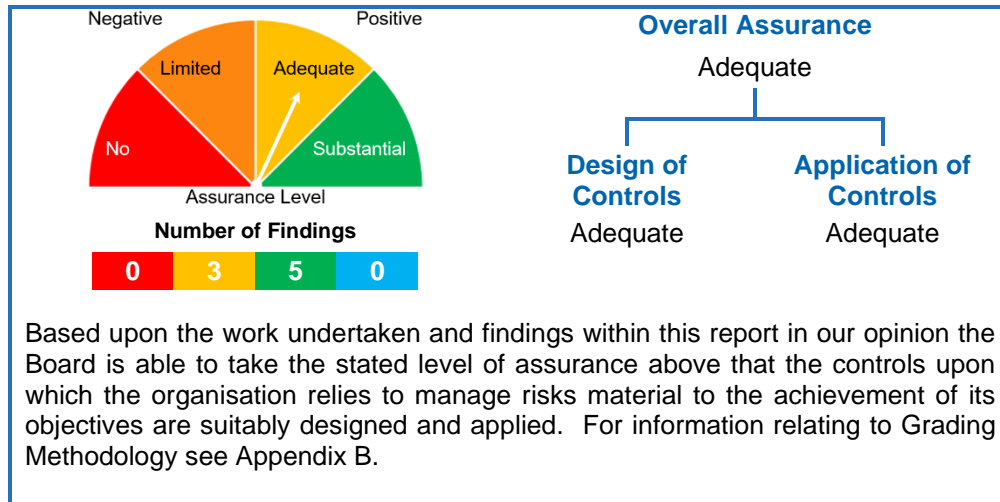 Negative
Positive
Limited
Adequate
No
Substantial
Assurance Level
Number of Findings
0 3 5 0
Overall Assurance
Adequate
Design of
Controls
Adequate
Application of
Controls
Adequate
Based upon the work undertaken and findings within this report in our opinion the
Board is able to take the stated level of assurance above that the controls upon
which the organisation relies to manage risks material to the achievement of its
objectives are suitably designed and applied. For information relating to Grading
Methodology see Appendix B.